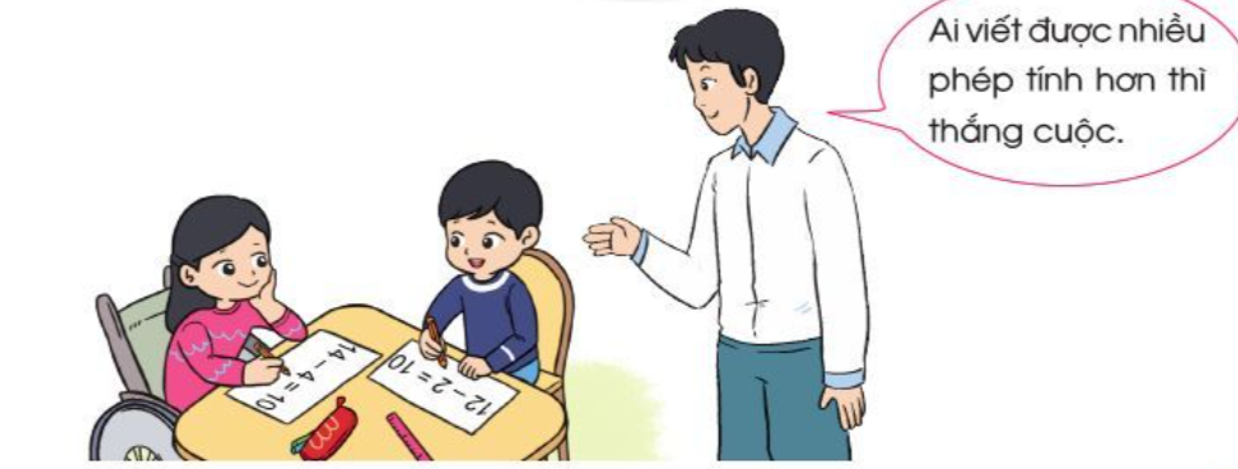 Ai viết được nhiều
phép tính hơn thì
thắng cuộc.
14 – 4 = 10
12 – 2 = 10